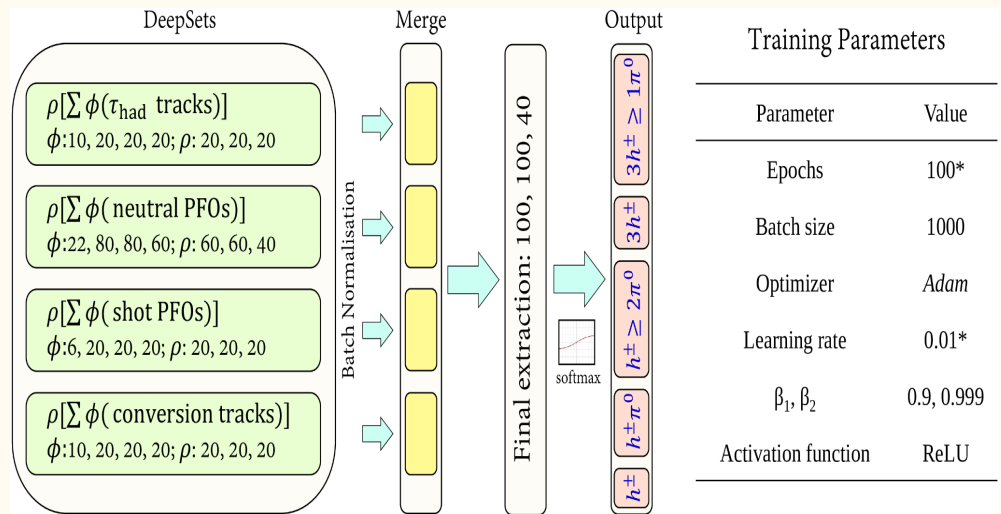 DeepSets
ρ[∑ ϕ(τhad tracks)]
ϕ:10, 20, 20, 20; ρ: 20, 20, 20
ρ[∑ ϕ( neutral PFOs)]
ϕ:22, 80, 80, 60; ρ: 60, 60, 40
ρ[∑ ϕ( shot PFOs)]
ϕ:6, 20, 20, 20; ρ: 20, 20, 20
ρ[∑ ϕ( conversion tracks)]
ϕ:10, 20, 20, 20; ρ: 20, 20, 20
Batch Normalisation
Merge
Final extraction: 100, 100, 40
softmax
Output
3h± ≥ 1π⁰
3h±
h± ≥ 2π⁰
h±π⁰
h±
Training Parameters
Parameter Value
Epochs 100*
Batch size 1000
Optimizer Adam
Learning rate 0.01*
β₁, β₂ 0.9, 0.999
Activation function ReLU